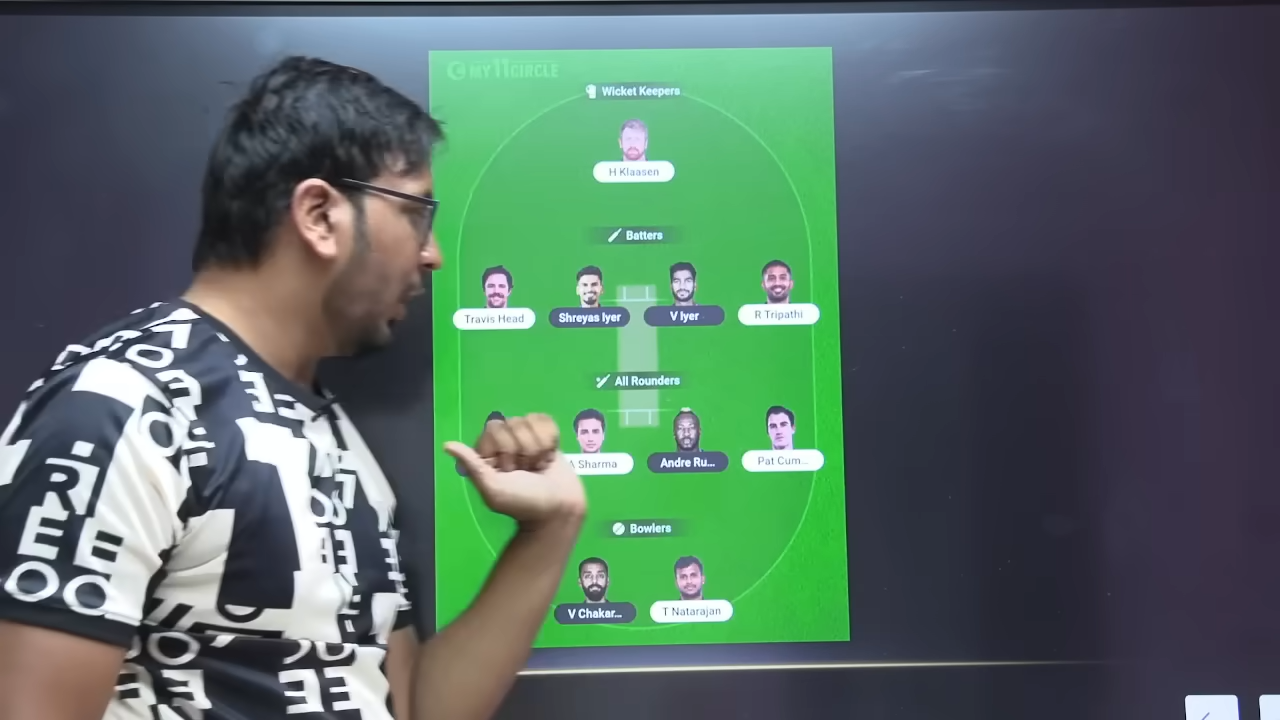 MY11CIRCLE
Wicket Keepers
H Klaasen
Batters
Travis Head
Shreyas Iyer
V Iyer
R Tripathi
All Rounders
A Sharma
Andre Ru...
Pat Cum...
Bowlers
V Chakar...
T Natarajan